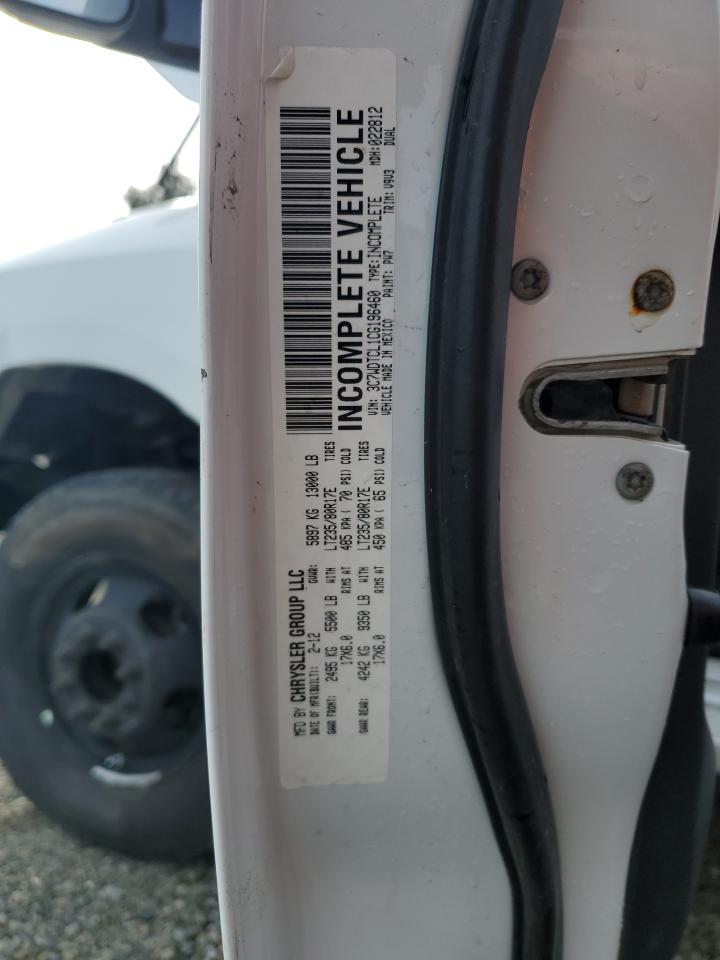 MFD BY CHRYSLER GROUP LLC
DATE OF MFR(BUILT): 2-12 GVWR: 5897 KG 13000 LB
GAWR FRONT: 2495 KG 5500 LB WITH LT235/80R17E TIRES
17X6.0 RIMS AT 485 KPA ( 70 PSI) COLD
GAWR REAR: 4242 KG 9350 LB WITH LT235/80R17E TIRES
17X6.0 RIMS AT 450 KPA ( 65 PSI) COLD
INCOMPLETE VEHICLE
VIN: 3C7WDTCL1CG196460 TYPE:INCOMPLETE MDH:022812
VEHICLE MADE IN MEXICO PAINT: PW7 TRIM: V9V3 DUAL